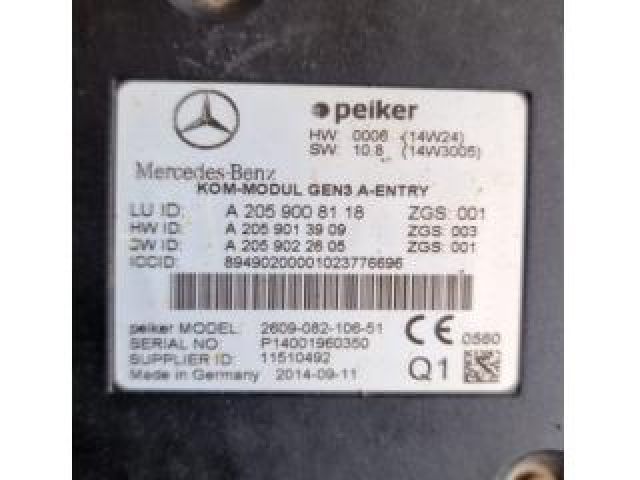 peiker
HW: 0006 (14W24)
SW: 10.8 (14W3005)
Mercedes-Benz
KOM-MODUL GEN3 A-ENTRY
LU ID: A 205 900 81 18 ZGS: 001
HW ID: A 205 901 39 09 ZGS: 003
SW ID: A 205 902 26 05 ZGS: 001
ICCID: 89490200001023776696
peiker MODEL: 2609-082-106-51
SERIAL NO: P14001960350
SUPPLIER ID: 11510492
Made in Germany 2014-09-11
CE 0560
Q1